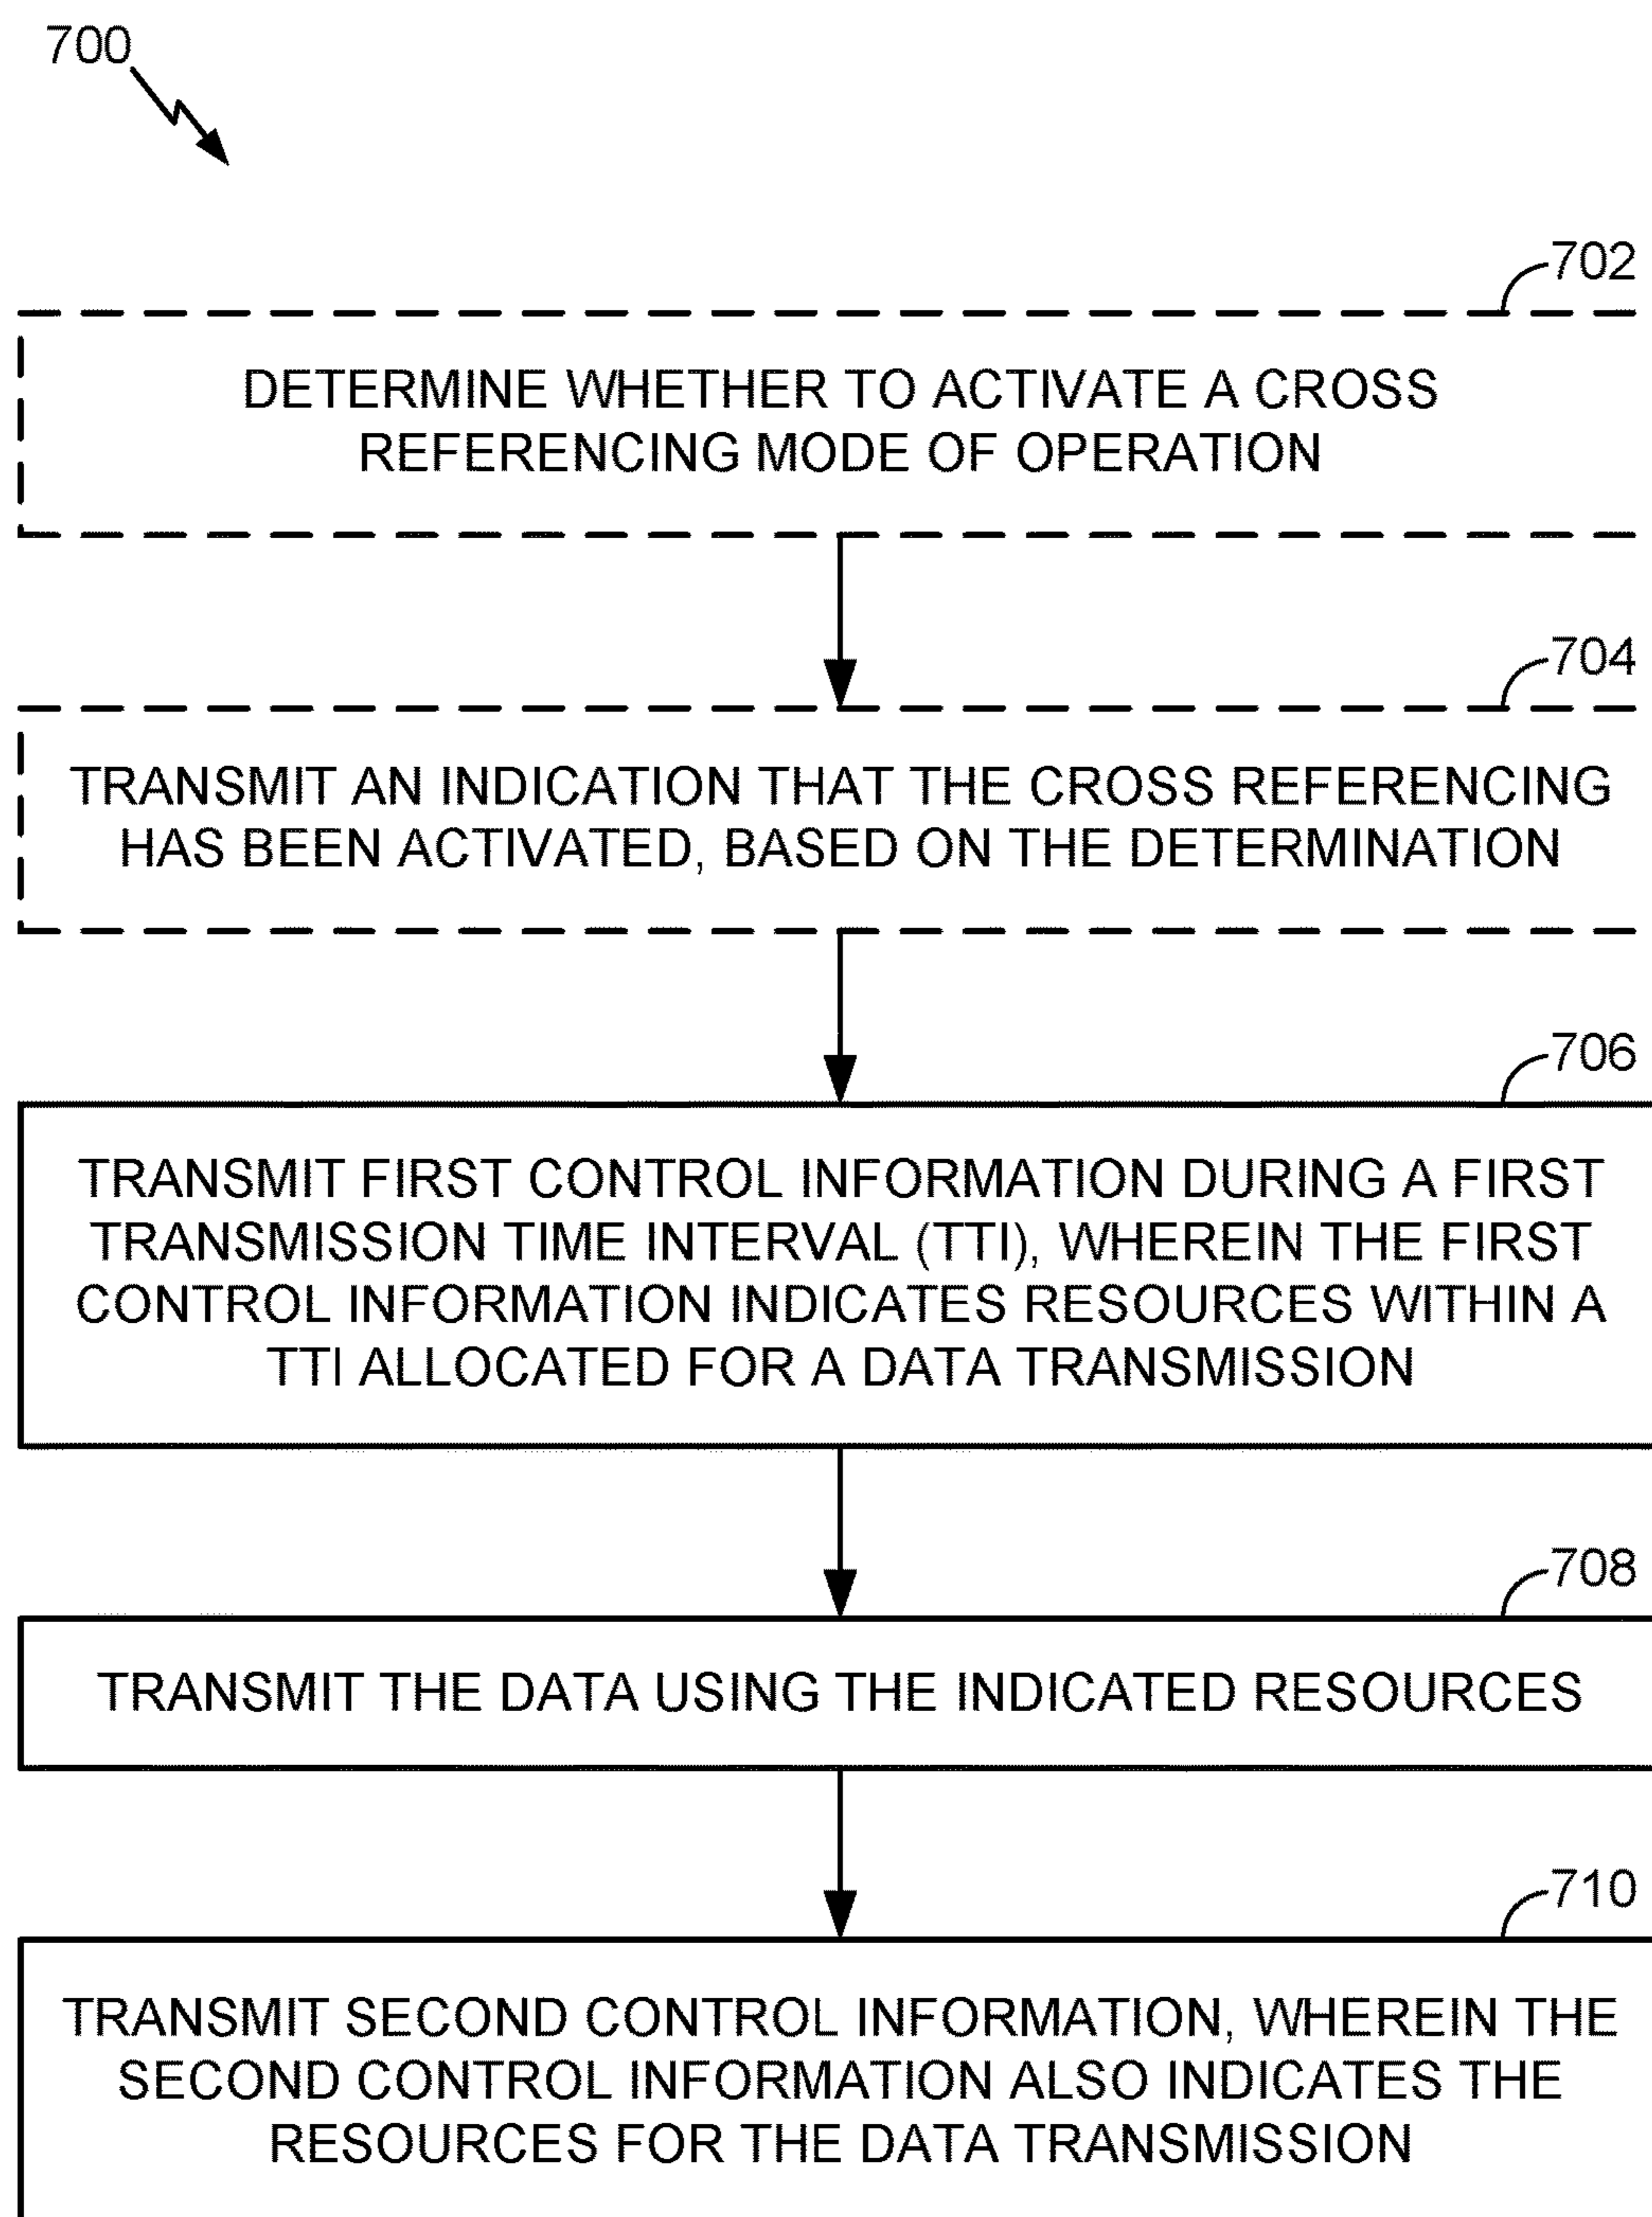 700
702
DETERMINE WHETHER TO ACTIVATE A CROSS
REFERENCING MODE OF OPERATION
704
TRANSMIT AN INDICATION THAT THE CROSS REFERENCING
HAS BEEN ACTIVATED, BASED ON THE DETERMINATION
706
TRANSMIT FIRST CONTROL INFORMATION DURING A FIRST
TRANSMISSION TIME INTERVAL (TTI), WHEREIN THE FIRST
CONTROL INFORMATION INDICATES RESOURCES WITHIN A
TTI ALLOCATED FOR A DATA TRANSMISSION
708
TRANSMIT THE DATA USING THE INDICATED RESOURCES
710
TRANSMIT SECOND CONTROL INFORMATION, WHEREIN THE
SECOND CONTROL INFORMATION ALSO INDICATES THE
RESOURCES FOR THE DATA TRANSMISSION